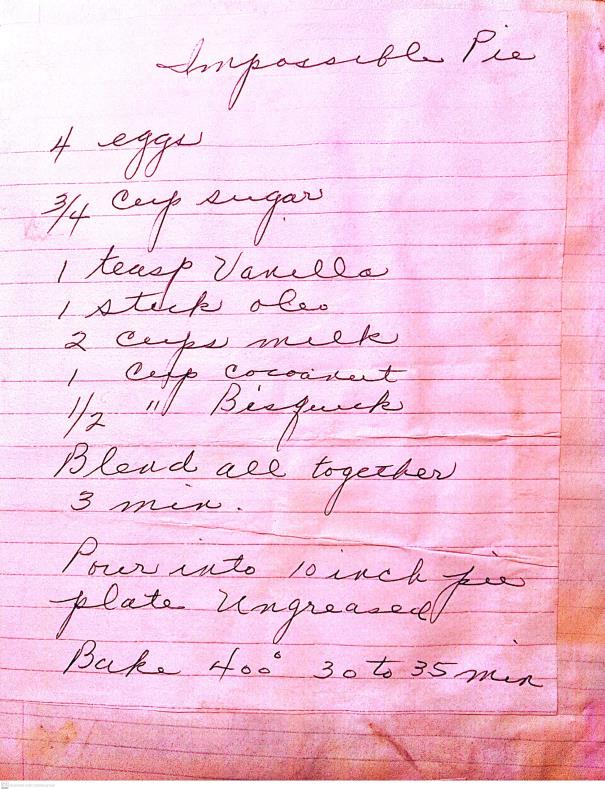 Impossible Pie
4 eggs
3/4 cup sugar
1 teasp Vanilla
1 stick oleo
2 cups milk
1 cup cocoanut
1/2 " Bisquick
Blend all together
3 min.
Pour into 10 inch pie
plate Ungreased
Bake 400° 30 to 35 min